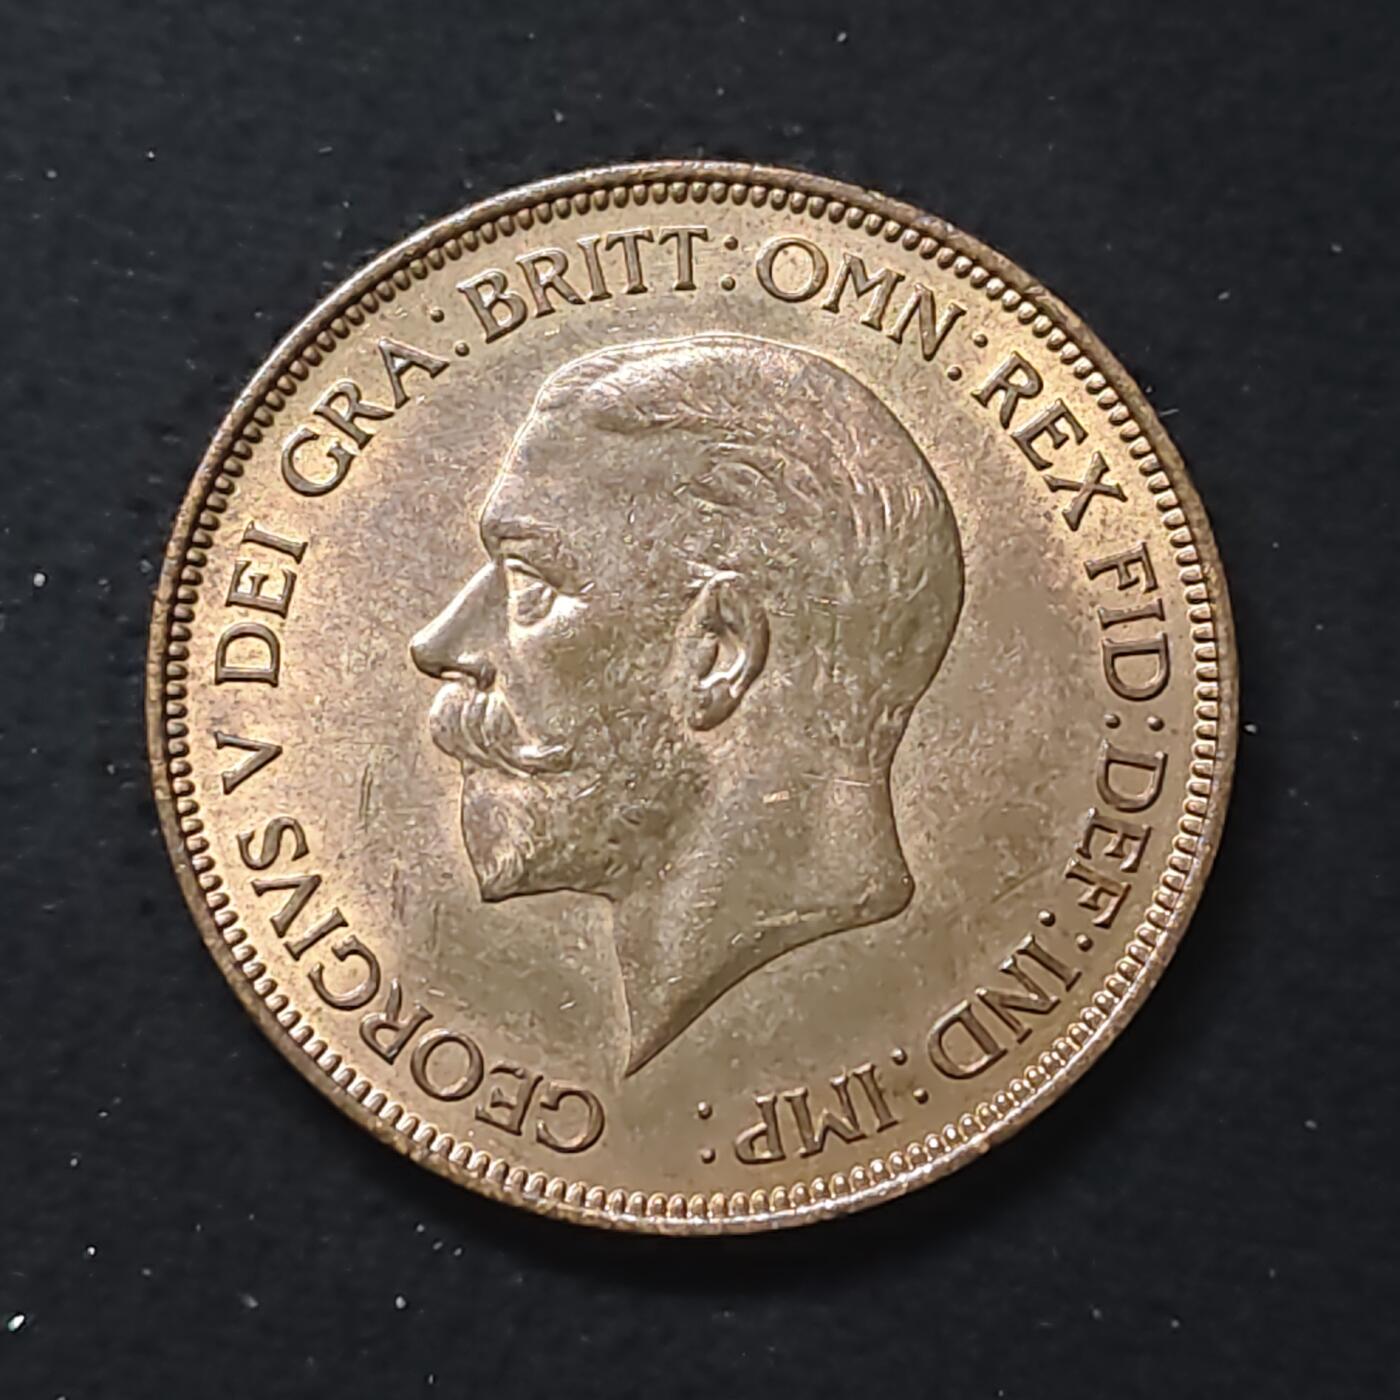 GEORGIVS V DEI GRA: BRITT: OMN: REX FID: DEF: IND: IMP: